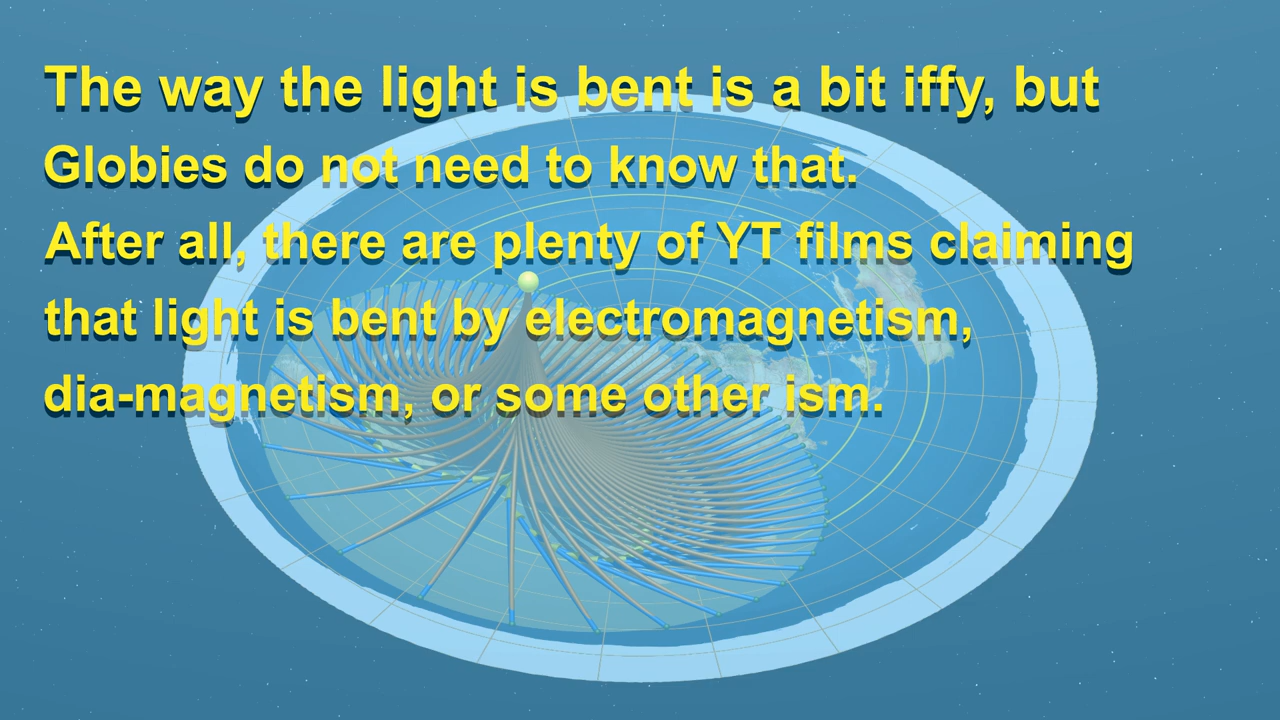 The way the light is bent is a bit iffy, but
Globies do not need to know that.
After all, there are plenty of YT films claiming
that light is bent by electromagnetism,
dia-magnetism, or some other ism.